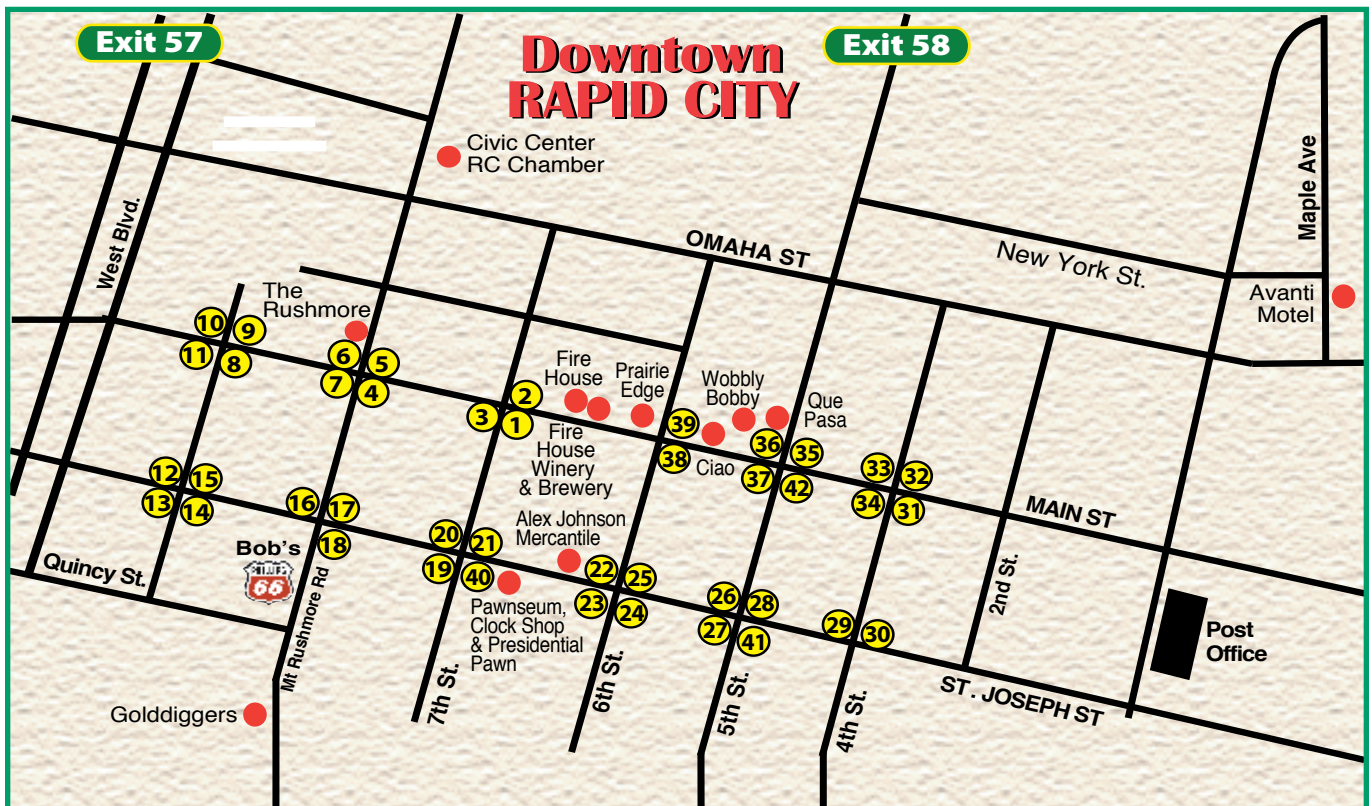 Exit 57
Downtown
RAPID CITY
Exit 58
Civic Center
RC Chamber
West Blvd.
OMAHA ST
New York St.
Maple Ave
Avanti
Motel
The
Rushmore
10
9
11
8
6
5
7
4
2
3
1
Fire
House
Prairie
Edge
Wobbly
Bobby
Que
Pasa
39
38
Ciao
36
35
37
42
33
32
34
31
Fire
House
Winery
& Brewery
MAIN ST
12
15
13
14
16
17
18
20
21
19
40
Alex Johnson
Mercantile
22
25
23
24
26
28
27
41
29
30
Quincy St.
Bob's
PHILLIPS
66
Mt Rushmore Rd
Pawnseum,
Clock Shop
& Presidential
Pawn
2nd St.
Post
Office
Golddiggers
7th St.
6th St.
5th St.
4th St.
ST. JOSEPH ST